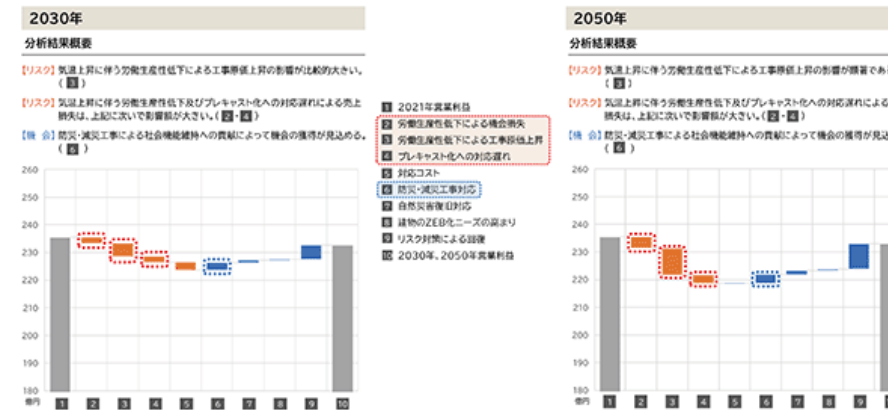 2030年
分析結果概要
【リスク】気温上昇に伴う労働生産性低下による工事原価上昇の影響が比較的大きい。
(3)
【リスク】気温上昇に伴う労働生産性低下及びプレキャスト化への対応遅れによる売上
損失は、上記に次いで影響額が大きい。(2・4)
【機 会】防災・減災工事による社会機能維持への貢献によって機会の獲得が見込める。
(6)
260
250
240
230
220
210
200
190
180
億円
1 2 3 4 5 6 7 8 9 10
1 2021年営業利益
2 労働生産性低下による機会損失
3 労働生産性低下による工事原価上昇
4 プレキャスト化への対応遅れ
5 対応コスト
6 防災・減災工事対応
7 自然災害復旧対応
8 建物のZEB化ニーズの高まり
9 リスク対策による回復
10 2030年、2050年営業利益
2050年
分析結果概要
【リスク】気温上昇に伴う労働生産性低下による工事原価上昇の影響が顕著であ
(3)
【リスク】気温上昇に伴う労働生産性低下及びプレキャスト化への対応遅れによる
損失は、上記に次いで影響額が大きい。(2・4)
【機 会】防災・減災工事による社会機能維持への貢献によって機会の獲得が見込
(6)
260
250
240
230
220
210
200
190
180
億円
1 2 3 4 5 6 7 8 9